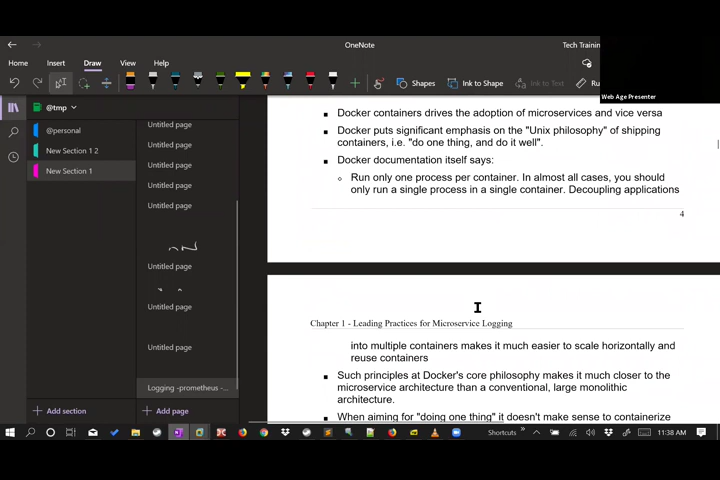 OneNote
Tech Trainin
Home
Insert
Draw
View
Help
Shapes
Ink to Shape
Ink to Text
Ru
Web Age Presenter
@tmp
@personal
New Section 1 2
New Section 1
Add section
Untitled page
Untitled page
Untitled page
Untitled page
Untitled page
Untitled page
Untitled page
Untitled page
Logging -prometheus -...
Add page
Docker containers drives the adoption of microservices and vice versa
Docker puts significant emphasis on the "Unix philosophy" of shipping
containers, i.e. "do one thing, and do it well".
Docker documentation itself says:
Run only one process per container. In almost all cases, you should
only run a single process in a single container. Decoupling applications
4
Chapter 1 - Leading Practices for Microservice Logging
into multiple containers makes it much easier to scale horizontally and
reuse containers
Such principles at Docker's core philosophy makes it much closer to the
microservice architecture than a conventional, large monolithic
architecture.
When aiming for "doing one thing" it doesn't make sense to containerize
Shortcuts
11:38 AM